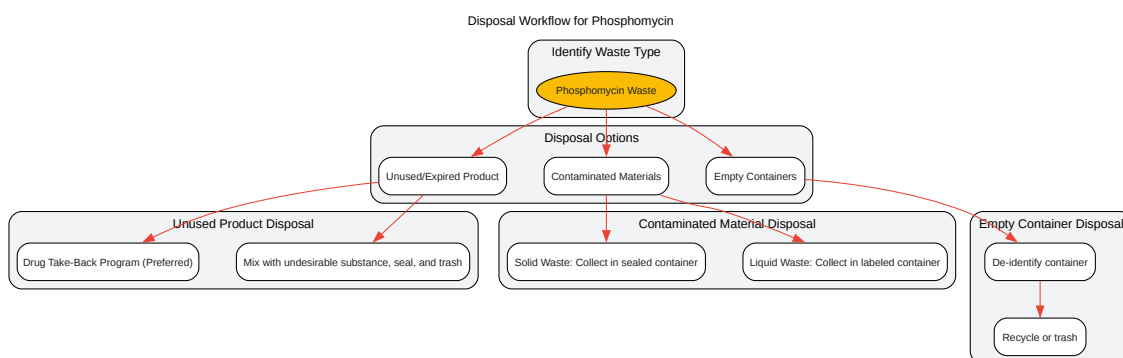 Disposal Workflow for Phosphomycin
Identify Waste Type
Phosphomycin Waste
Disposal Options
Unused/Expired Product
Contaminated Materials
Empty Containers
Unused Product Disposal
Contaminated Material Disposal
Empty Container Disposal
Drug Take-Back Program (Preferred)
Mix with undesirable substance, seal, and trash
Solid Waste: Collect in sealed container
Liquid Waste: Collect in labeled container
De-identify container
Recycle or trash